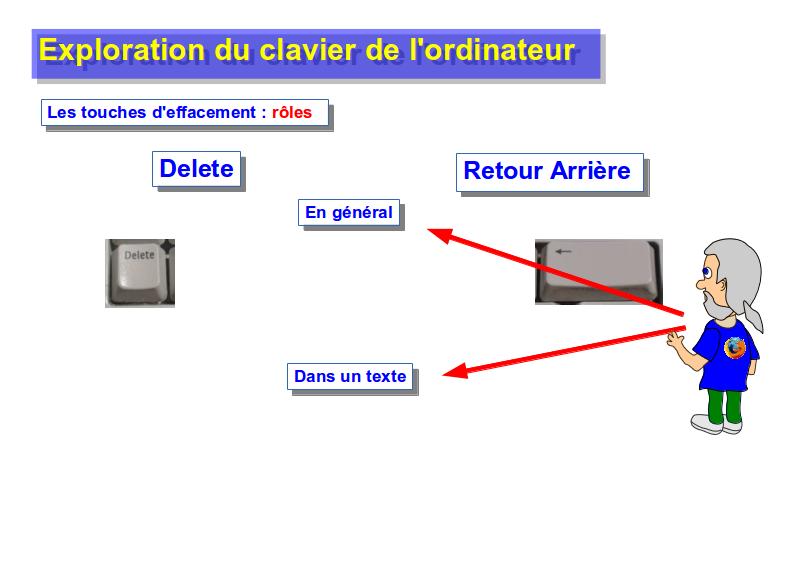 Exploration du clavier de l'ordinateur
Les touches d'effacement : rôles
Delete
Retour Arrière
En général
Delete
←
Dans un texte